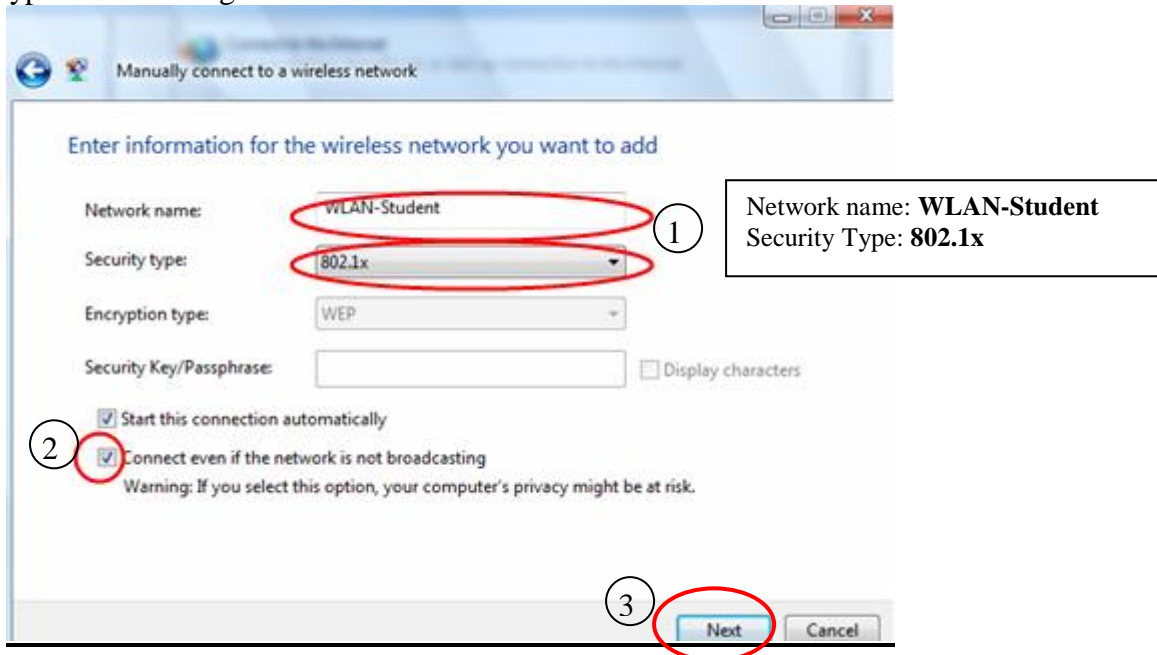 Manually connect to a wireless network
Enter information for the wireless network you want to add
Network name: WLAN-Student
Security type: 802.1x
Encryption type: WEP
Security Key/Passphrase: Display characters
Start this connection automatically
Connect even if the network is not broadcasting
Warning: If you select this option, your computer's privacy might be at risk.
1
Network name: WLAN-Student
Security Type: 802.1x
2
3
Next Cancel